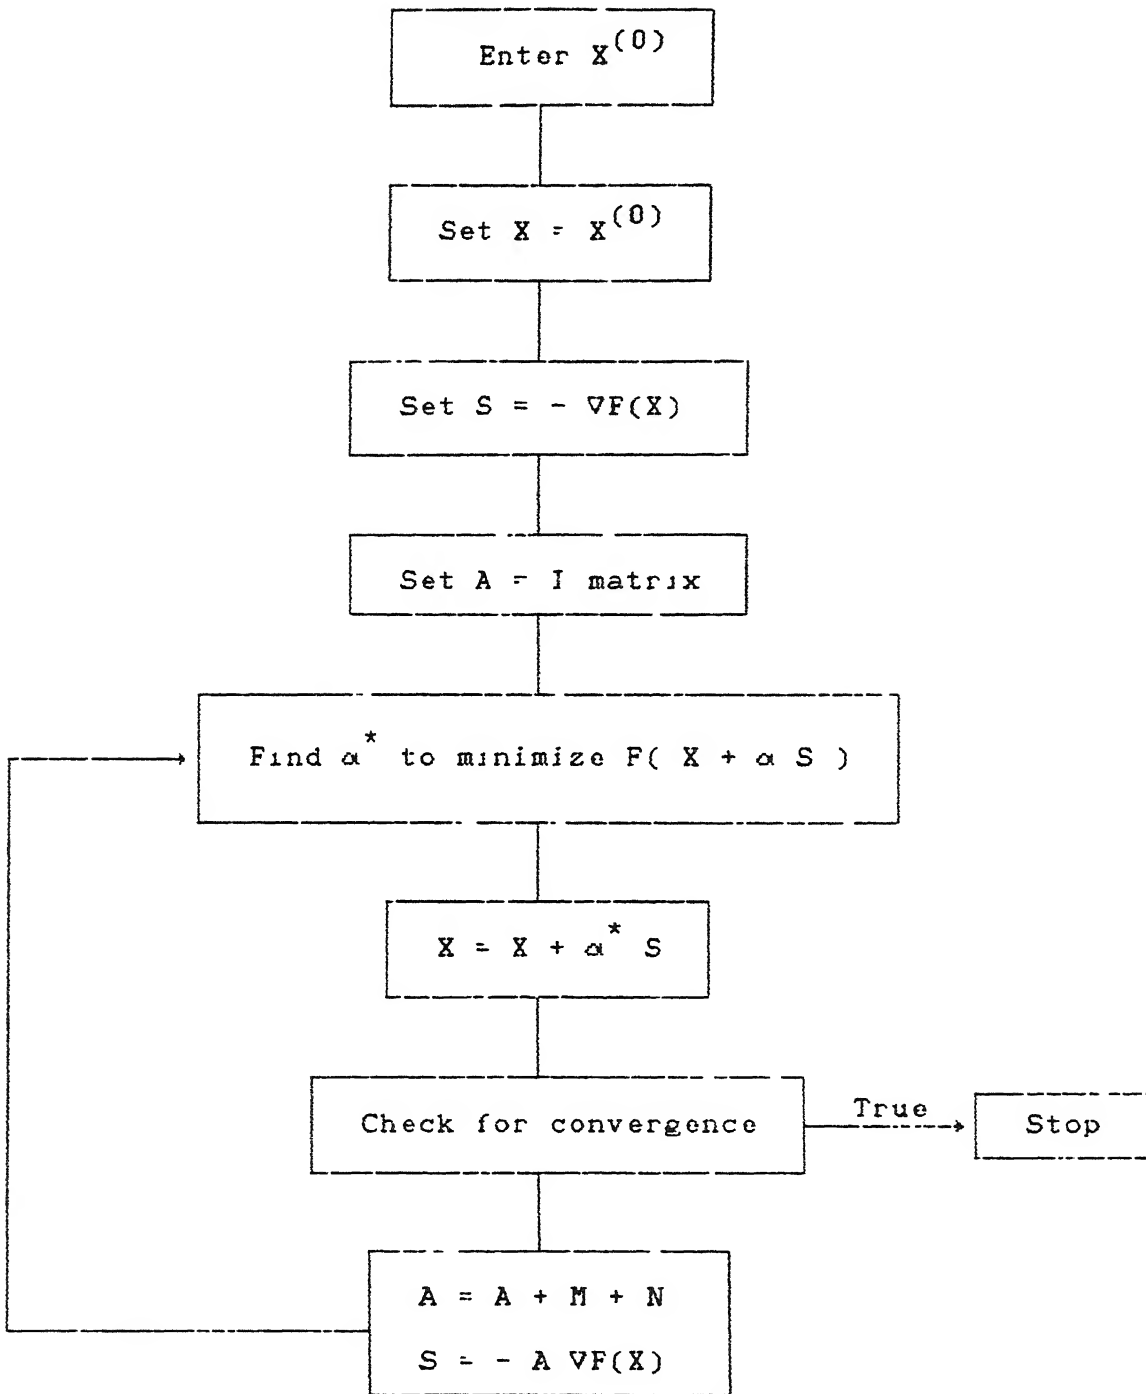 Enter X^(0)
Set X = X^(0)
Set S = - ∇F(X)
Set A = I matrix
Find α* to minimize F( X + α S )
X = X + α* S
Check for convergence
True
Stop
A = A + M + N
S = - A ∇F(X)